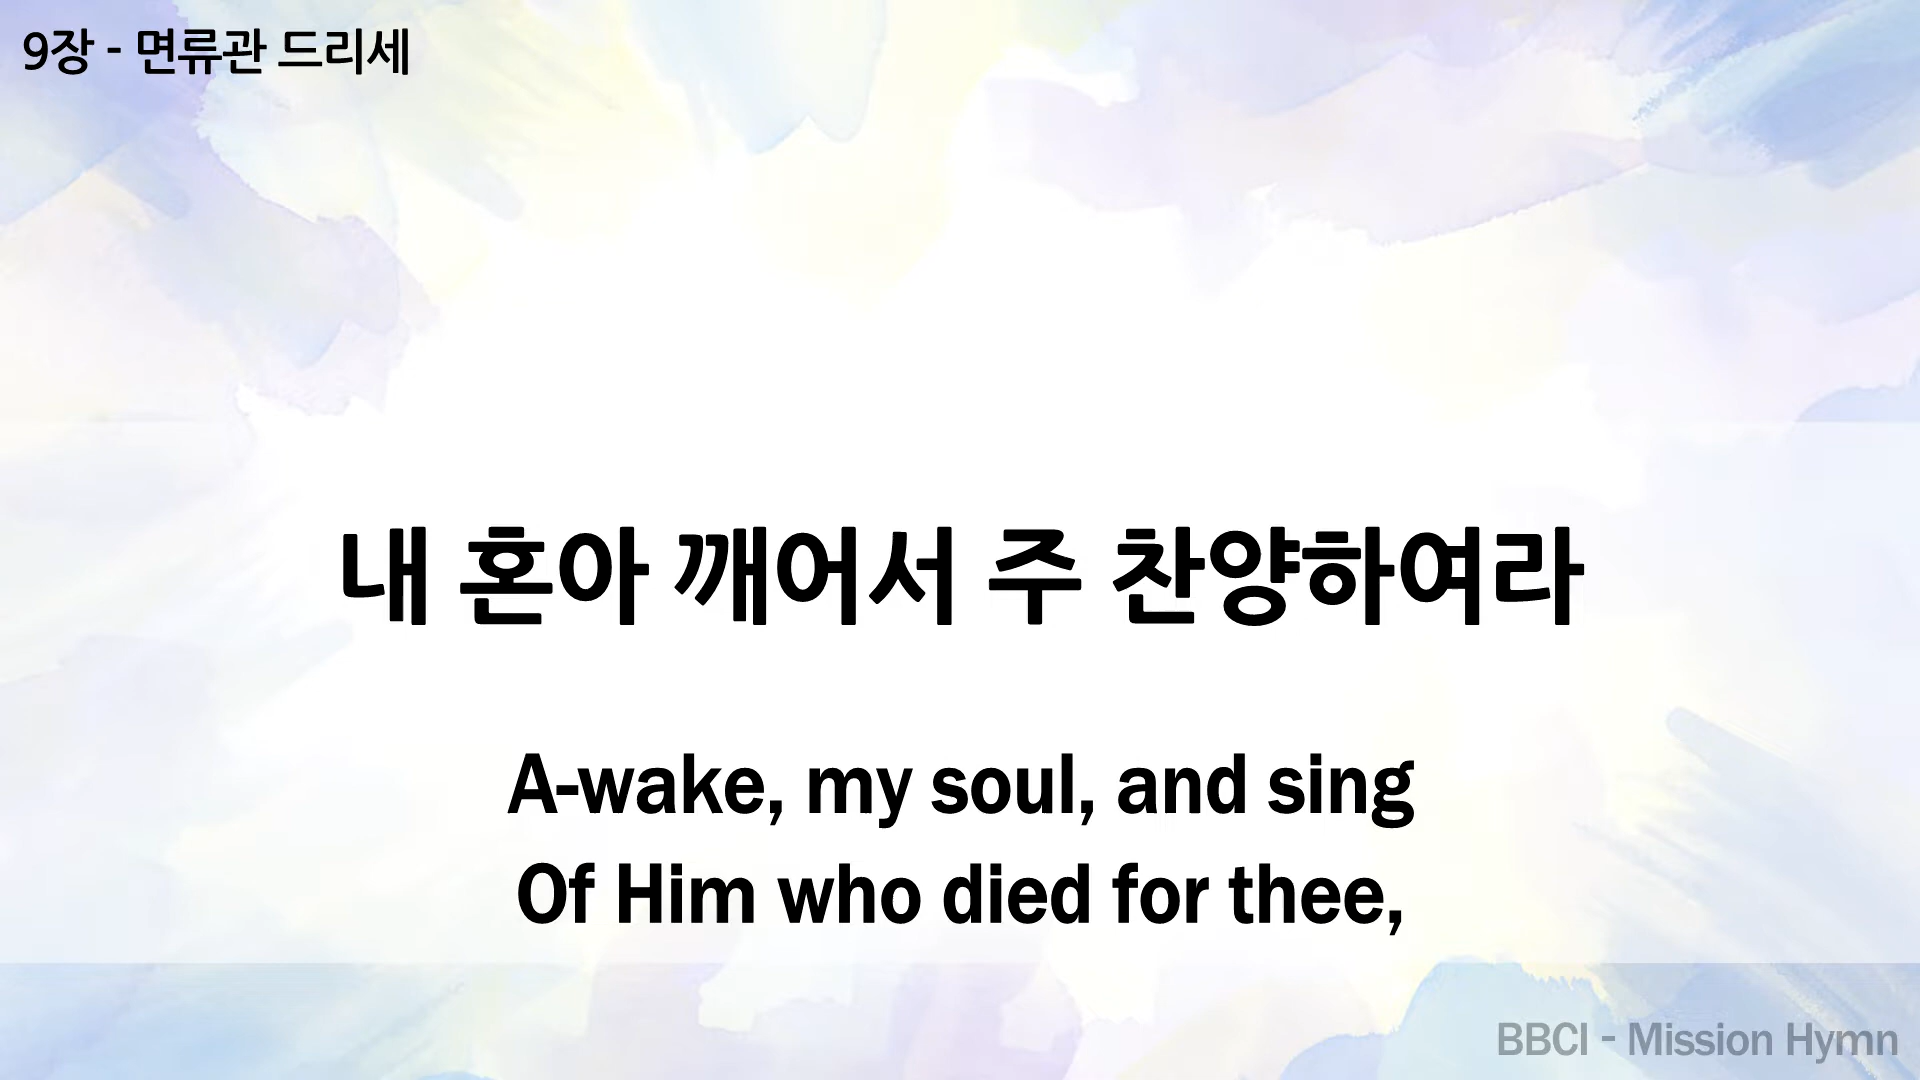 9장 - 면류관 드리세
내 혼아 깨어서 주 찬양하여라
A-wake, my soul, and sing
Of Him who died for thee,
BBCI - Mission Hymn